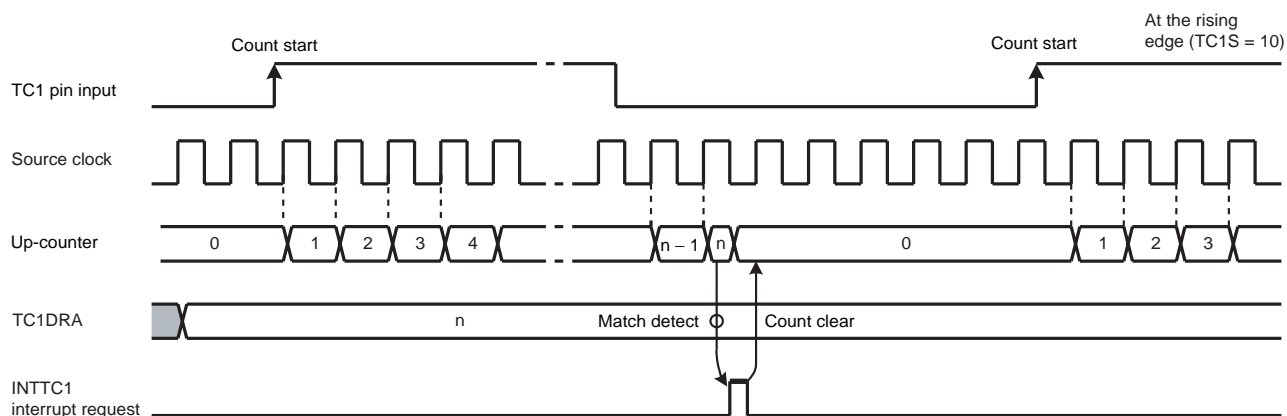 At the rising
edge (TC1S = 10)
Count start
Count start
TC1 pin input
Source clock
Up-counter
0 1 2 3 4 n − 1 n 0 1 2 3
TC1DRA
n
Match detect
Count clear
INTTC1
interrupt request